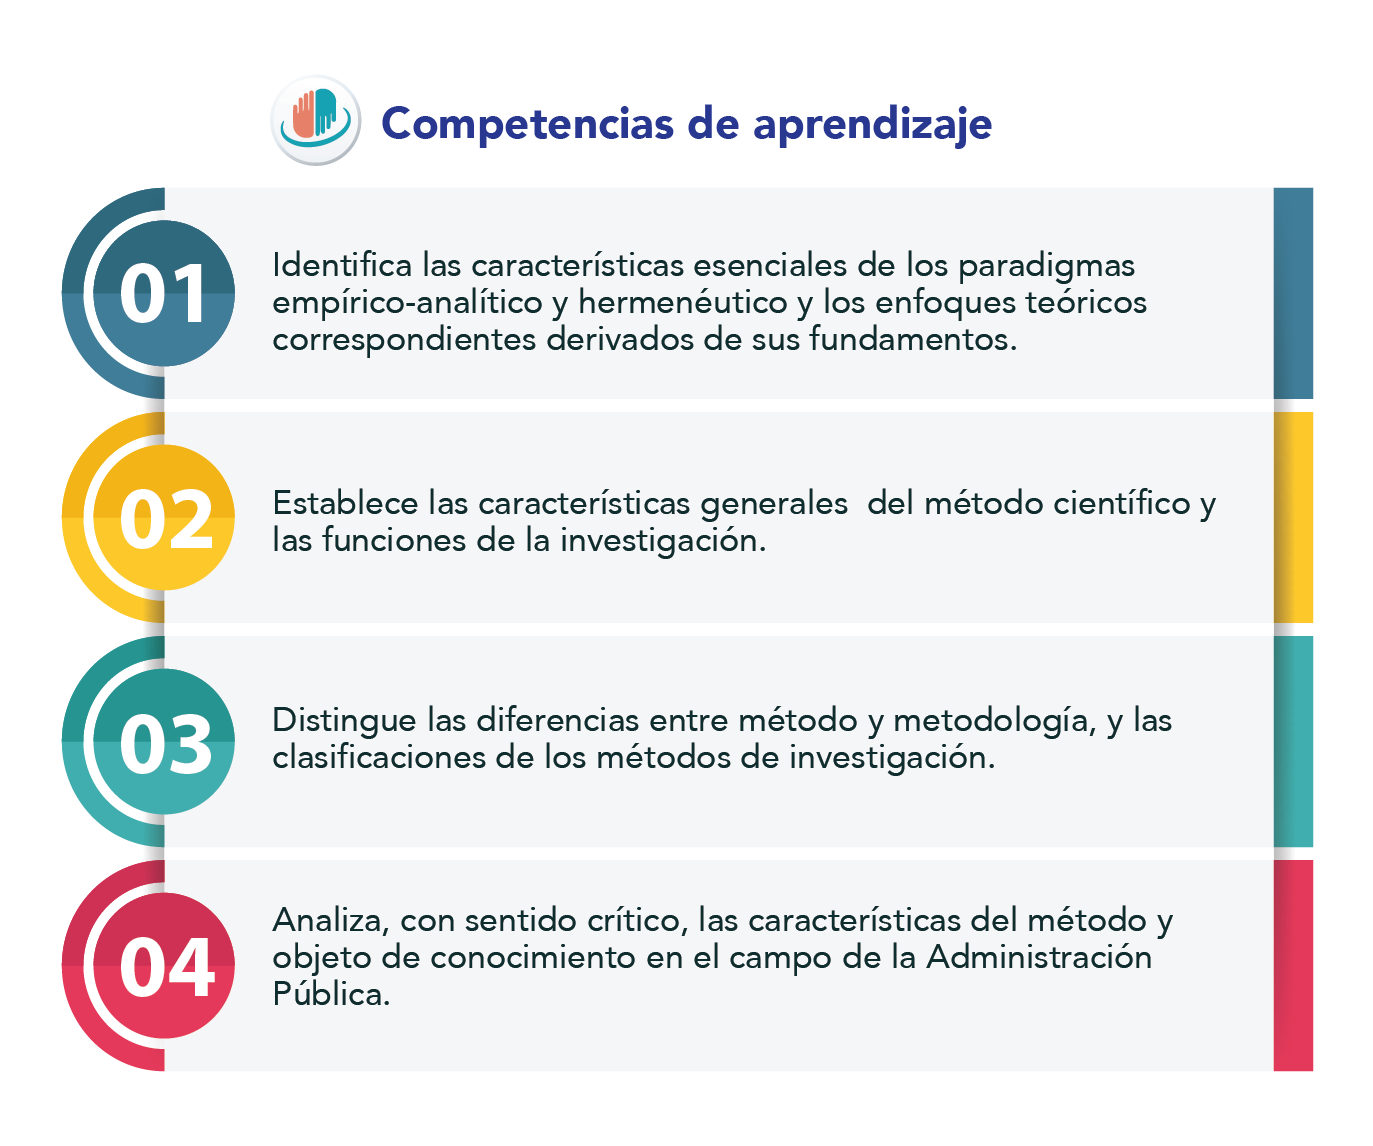 Competencias de aprendizaje
01
Identifica las características esenciales de los paradigmas
empírico-analítico y hermenéutico y los enfoques teóricos
correspondientes derivados de sus fundamentos.
02
Establece las características generales  del método científico y
las funciones de la investigación.
03
Distingue las diferencias entre método y metodología, y las
clasificaciones de los métodos de investigación.
04
Analiza, con sentido crítico, las características del método y
objeto de conocimiento en el campo de la Administración
Pública.